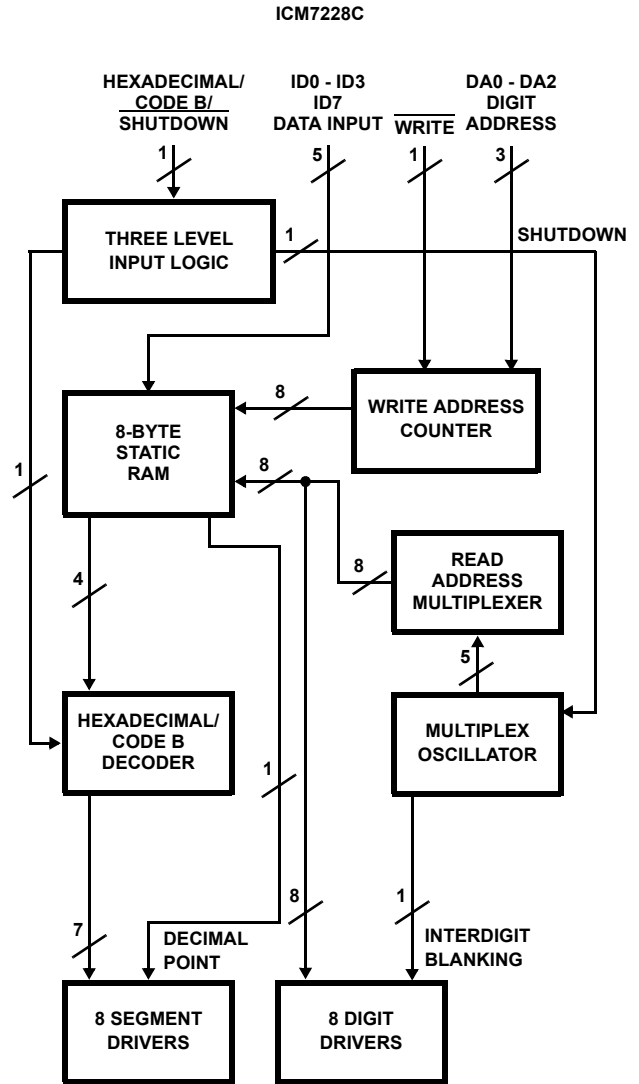 ICM7228C
HEXADECIMAL/
CODE B/
SHUTDOWN
ID0 - ID3
ID7
DATA INPUT
WRITE
DA0 - DA2
DIGIT
ADDRESS
1
5
1
3
THREE LEVEL
INPUT LOGIC
1
SHUTDOWN
8-BYTE
STATIC
RAM
8
WRITE ADDRESS
COUNTER
1
8
4
8
READ
ADDRESS
MULTIPLEXER
5
HEXADECIMAL/
CODE B
DECODER
1
MULTIPLEX
OSCILLATOR
7
DECIMAL
POINT
8
1
INTERDIGIT
BLANKING
8 SEGMENT
DRIVERS
8 DIGIT
DRIVERS